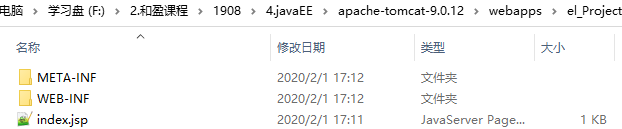 电脑 › 学习盘 (F:) › 2.和盈课程 › 1908 › 4.javaEE › apache-tomcat-9.0.12 › webapps › el_Project
名称 修改日期 类型 大小
META-INF 2020/2/1 17:12 文件夹
WEB-INF 2020/2/1 17:12 文件夹
index.jsp 2020/2/1 17:11 JavaServer Page... 1 KB